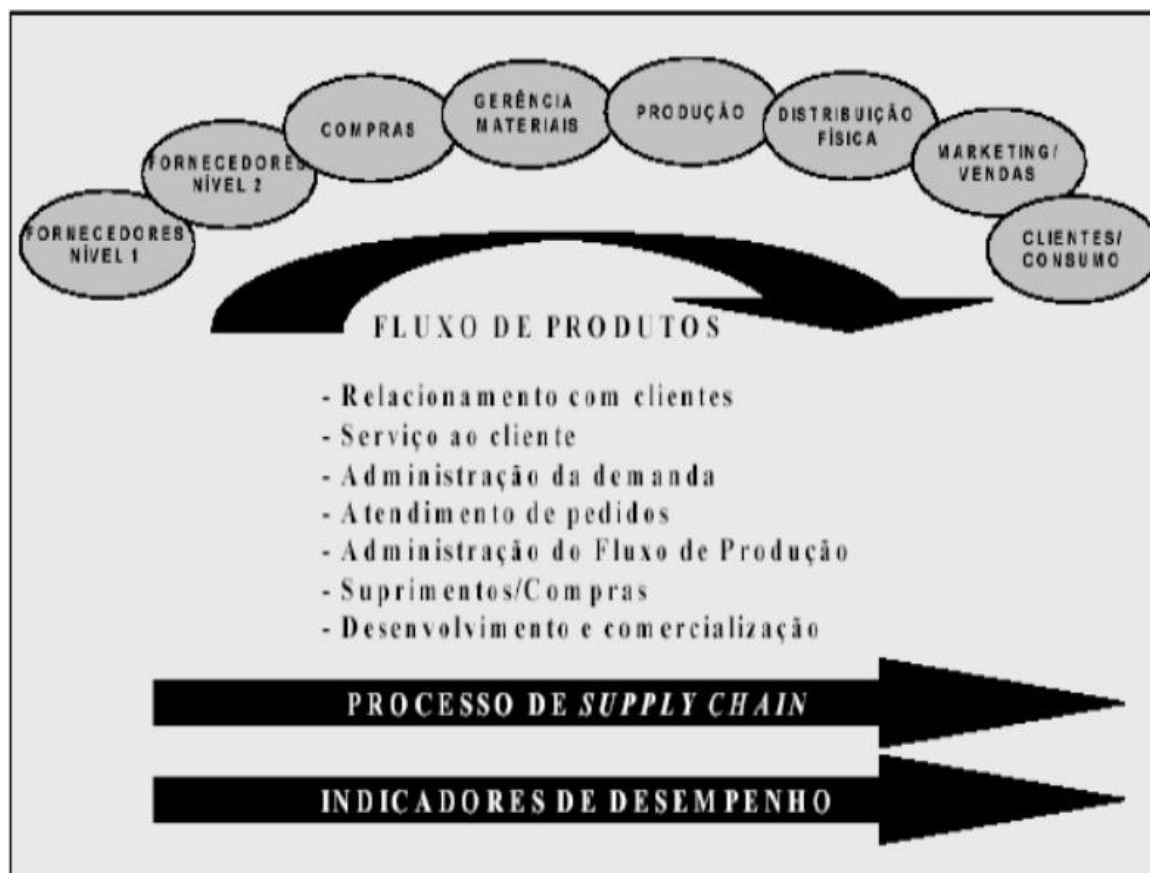 FORNECEDORES
NÍVEL 1
FORNECEDORES
NÍVEL 2
COMPRAS
GERÊNCIA
MATERIAIS
PRODUÇÃO
DISTRIBUIÇÃO
FÍSICA
MARKETING/
VENDAS
CLIENTES/
CONSUMO
FLUXO DE PRODUTOS
- Relacionamento com clientes
- Serviço ao cliente
- Administração da demanda
- Atendimento de pedidos
- Administração do Fluxo de Produção
- Suprimentos/Compras
- Desenvolvimento e comercialização
PROCESSO DE SUPPLY CHAIN
INDICADORES DE DESEMPENHO